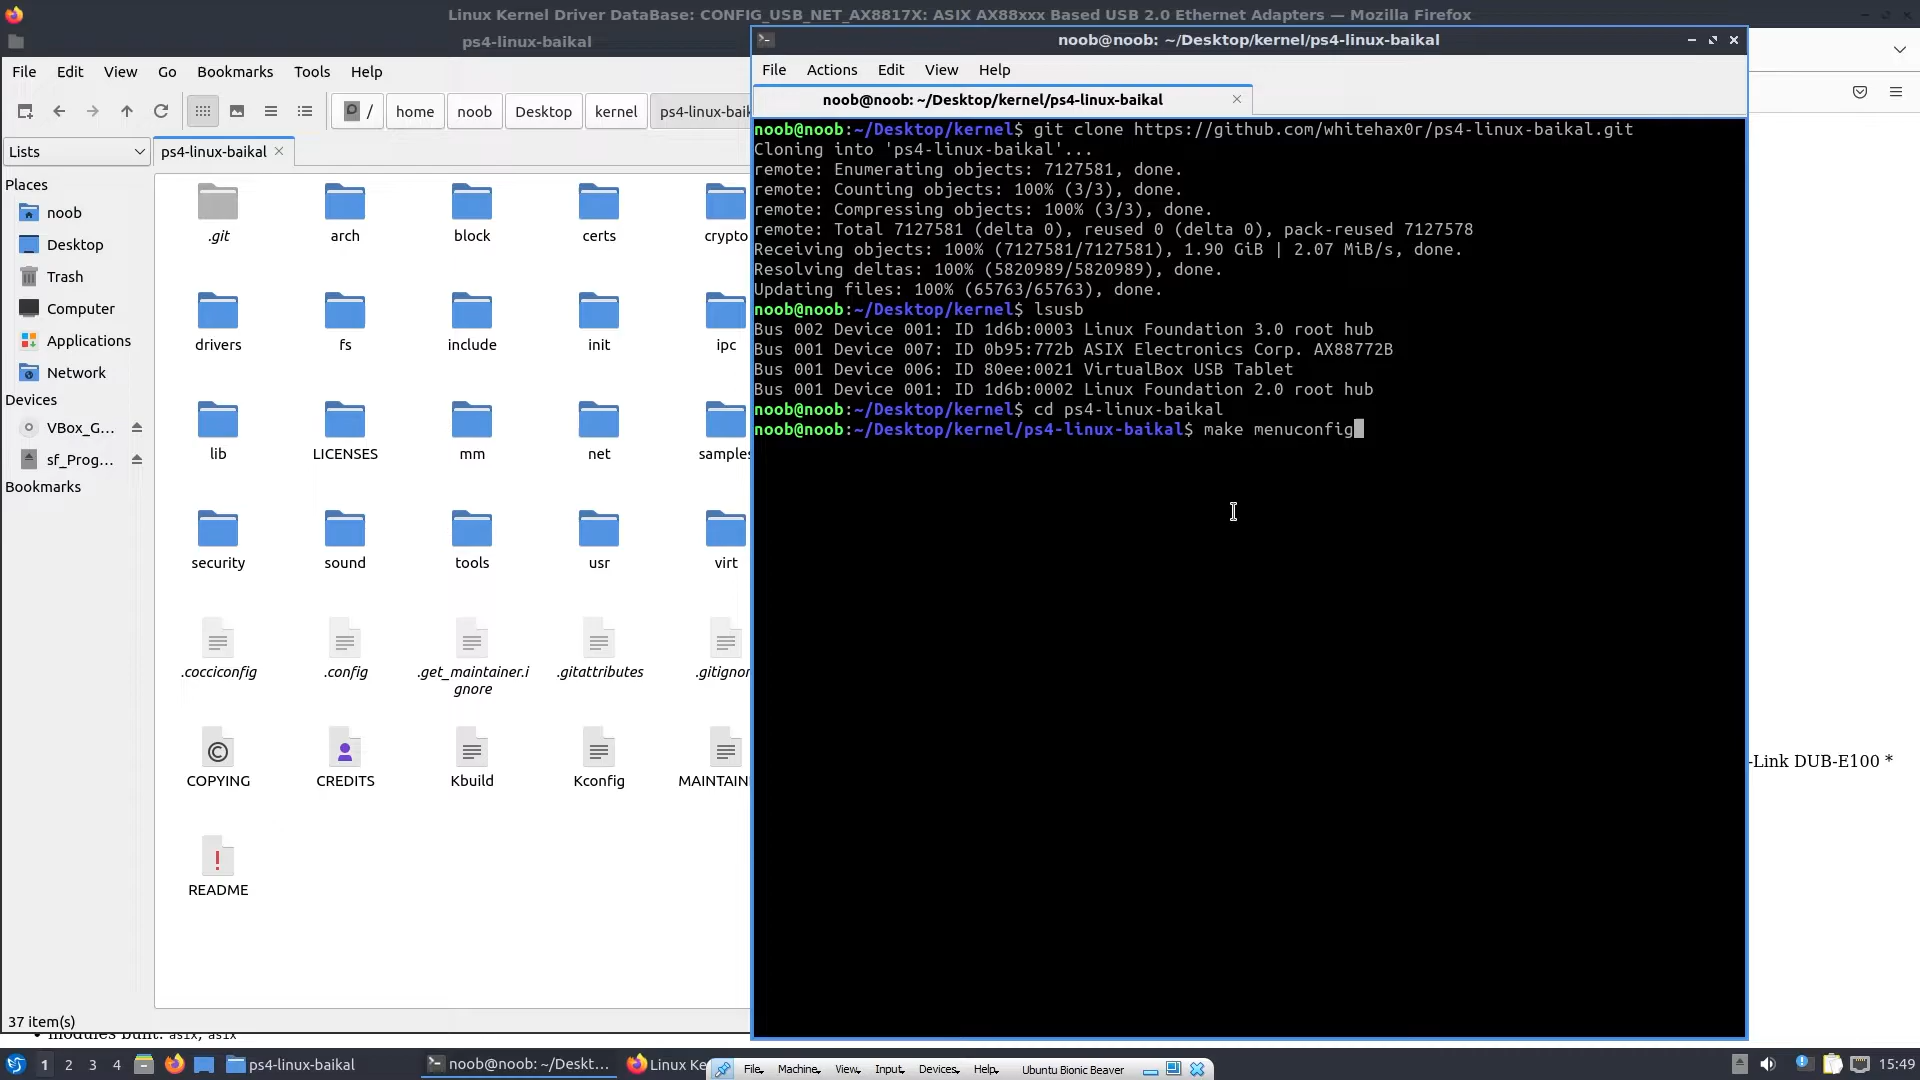 Linux Kernel Driver DataBase: CONFIG_USB_NET_AX8817X: ASIX AX88xxx Based USB 2.0 Ethernet Adapters — Mozilla Firefox
ps4-linux-baikal
File Edit View Go Bookmarks Tools Help
/ home noob Desktop kernel ps4-linux-baik
Lists
ps4-linux-baikal
Places
noob
Desktop
Trash
Computer
Applications
Network
Devices
VBox_G...
sf_Prog...
Bookmarks
.git arch block certs crypto
drivers fs include init ipc
lib LICENSES mm net samples
security sound tools usr virt
.cocciconfig .config .get_maintainer.i .gitattributes .gitignor
gnore
COPYING CREDITS Kbuild Kconfig MAINTAIN
README
37 item(s)
modules built: asix, asix
noob@noob: ~/Desktop/kernel/ps4-linux-baikal
File Actions Edit View Help
noob@noob: ~/Desktop/kernel/ps4-linux-baikal
noob@noob:~/Desktop/kernel$ git clone https://github.com/whitehax0r/ps4-linux-baikal.git
Cloning into 'ps4-linux-baikal'...
remote: Enumerating objects: 7127581, done.
remote: Counting objects: 100% (3/3), done.
remote: Compressing objects: 100% (3/3), done.
remote: Total 7127581 (delta 0), reused 0 (delta 0), pack-reused 7127578
Receiving objects: 100% (7127581/7127581), 1.90 GiB | 2.07 MiB/s, done.
Resolving deltas: 100% (5820989/5820989), done.
Updating files: 100% (65763/65763), done.
noob@noob:~/Desktop/kernel$ lsusb
Bus 002 Device 001: ID 1d6b:0003 Linux Foundation 3.0 root hub
Bus 001 Device 007: ID 0b95:772b ASIX Electronics Corp. AX88772B
Bus 001 Device 006: ID 80ee:0021 VirtualBox USB Tablet
Bus 001 Device 001: ID 1d6b:0002 Linux Foundation 2.0 root hub
noob@noob:~/Desktop/kernel$ cd ps4-linux-baikal
noob@noob:~/Desktop/kernel/ps4-linux-baikal$ make menuconfig
-Link DUB-E100 *
1 2 3 4 ps4-linux-baikal noob@noob: ~/Deskt... Linux Ke
File Machine View Input Devices Help Ubuntu Bionic Beaver
15:49